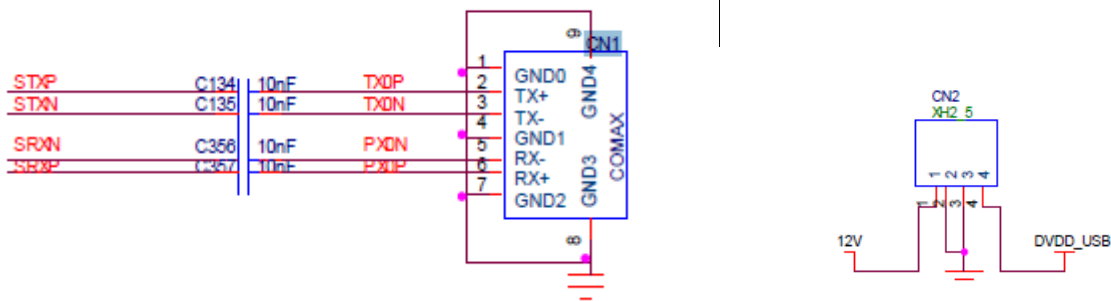 9
CN1
1
2
3
4
5
6
7
GND0
TX+
TX-
GND1
RX-
RX+
GND2
GND4
GND3
COMAX
8
STXP C134 10nF TX0P
STXN C135 10nF TX0N
SRXN C356 10nF PX0N
SRXP C357 10nF PX0P
CN2
XH2_5
1 2 3 4
1 2 3 4
12V
DVDD_USB